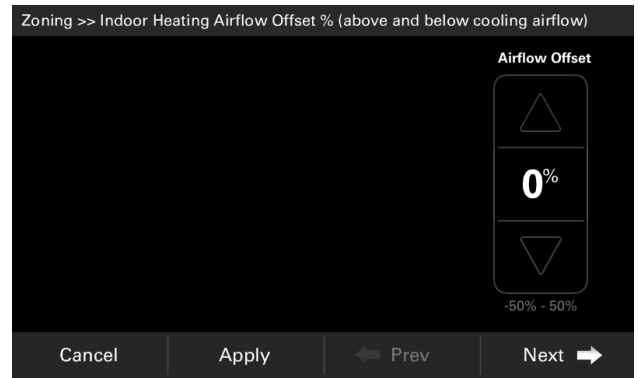 Zoning >> Indoor Heating Airflow Offset % (above and below cooling airflow)
Airflow Offset
0%
-50% - 50%
Cancel Apply Prev Next